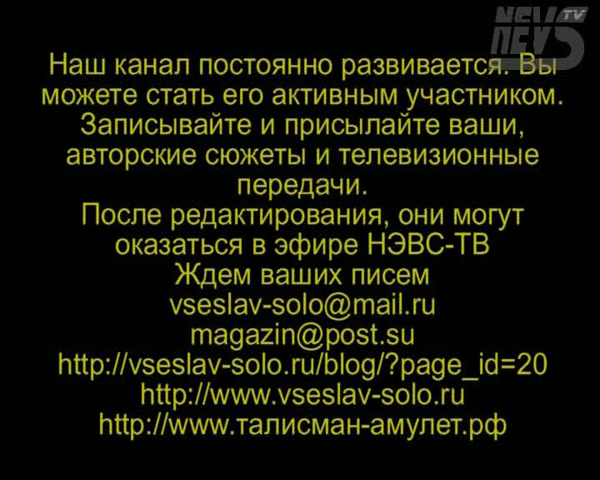 NEVS TV
Наш канал постоянно развивается. Вы
можете стать его активным участником.
Записывайте и присылайте ваши,
авторские сюжеты и телевизионные
передачи.
После редактирования, они могут
оказаться в эфире НЭВС-ТВ
Ждем ваших писем
vseslav-solo@mail.ru
magazin@post.su
http://vseslav-solo.ru/blog/?page_id=20
http://www.vseslav-solo.ru
http://www.талисман-амулет.рф